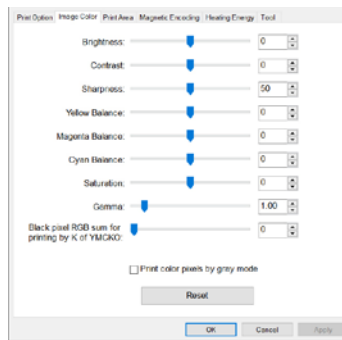 Print Option Image Color Print Area Magnetic Encoding Heating Energy Tool
Brightness: 0
Contrast: 0
Sharpness: 50
Yellow Balance: 0
Magenta Balance: 0
Cyan Balance: 0
Saturation: 0
Gamma: 1.00
Black pixel RGB sum for
printing by K of YMCKO: 0
Print color pixels by gray mode
Reset
OK Cancel Apply